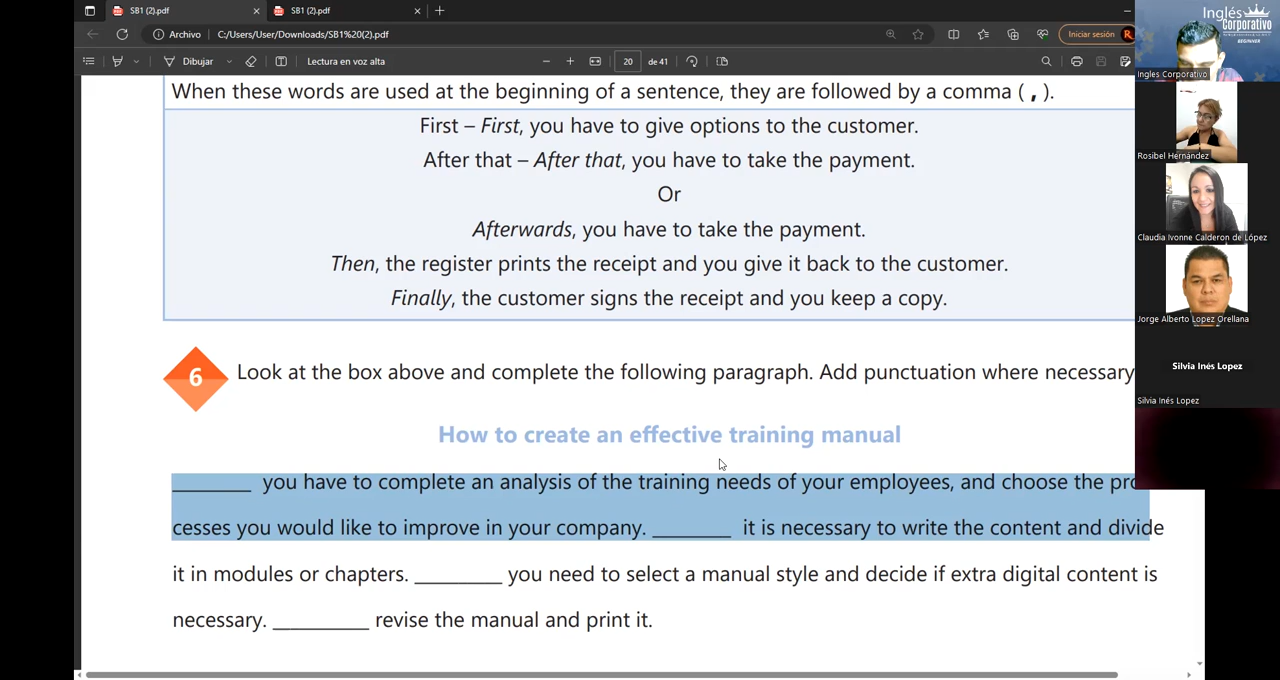 SB1 (2).pdf
SB1 (2).pdf
Archivo C:/Users/User/Downloads/SB1%20(2).pdf
Iniciar sesión R
Dibujar
Lectura en voz alta
20 de 41
When these words are used at the beginning of a sentence, they are followed by a comma ( , ).
First – First, you have to give options to the customer.
After that – After that, you have to take the payment.
Or
Afterwards, you have to take the payment.
Then, the register prints the receipt and you give it back to the customer.
Finally, the customer signs the receipt and you keep a copy.
6 Look at the box above and complete the following paragraph. Add punctuation where necessary
How to create an effective training manual
________ you have to complete an analysis of the training needs of your employees, and choose the pro
cesses you would like to improve in your company. ________ it is necessary to write the content and divide
it in modules or chapters. _________ you need to select a manual style and decide if extra digital content is
necessary. __________ revise the manual and print it.
Inglés
Corporativo
BEGINNER
Ingles Corporativo
Rosibel Hernández
Claudia Ivonne Calderon de López
Jorge Alberto Lopez Orellana
Silvia Inés Lopez
Silvia Inés Lopez